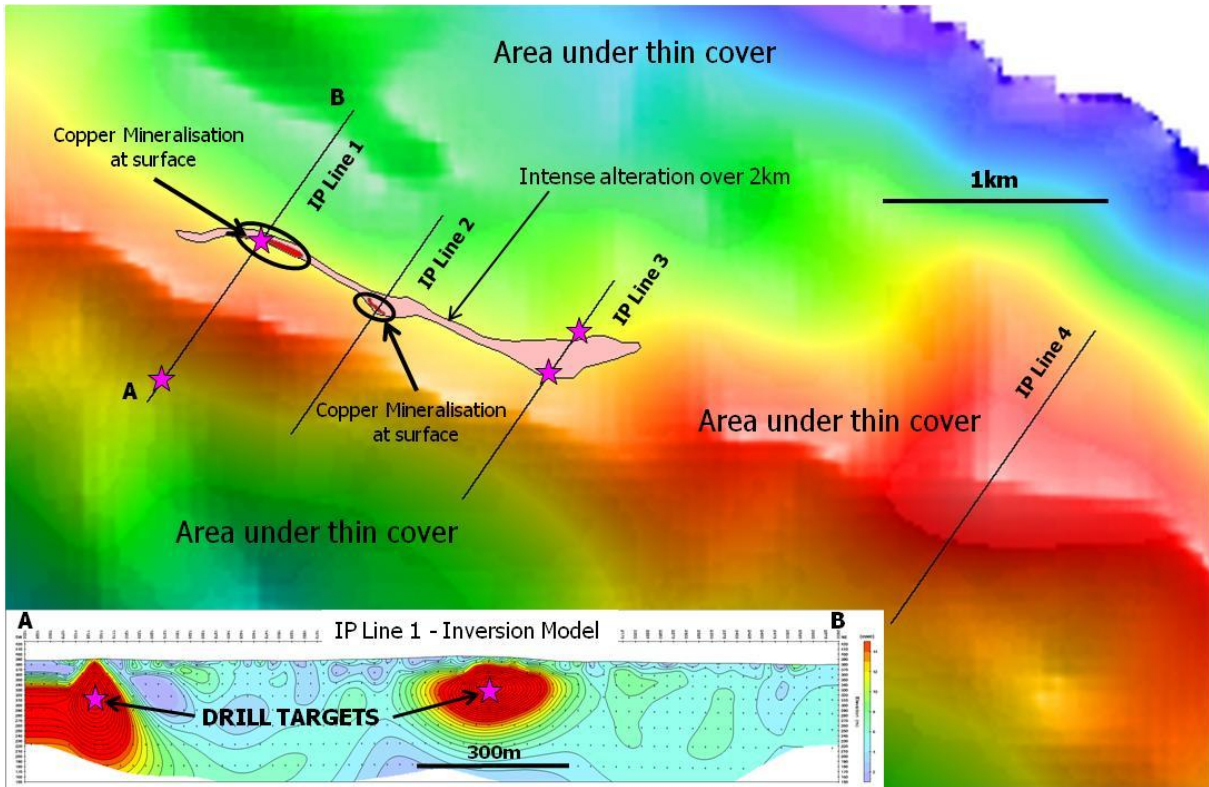 Area under thin cover
B
Copper Mineralisation
at surface
IP Line 1
Intense alteration over 2km
1km
IP Line 2
IP Line 3
IP Line 4
A
Copper Mineralisation
at surface
Area under thin cover
Area under thin cover
A
IP Line 1 - Inversion Model
B
DRILL TARGETS
300m